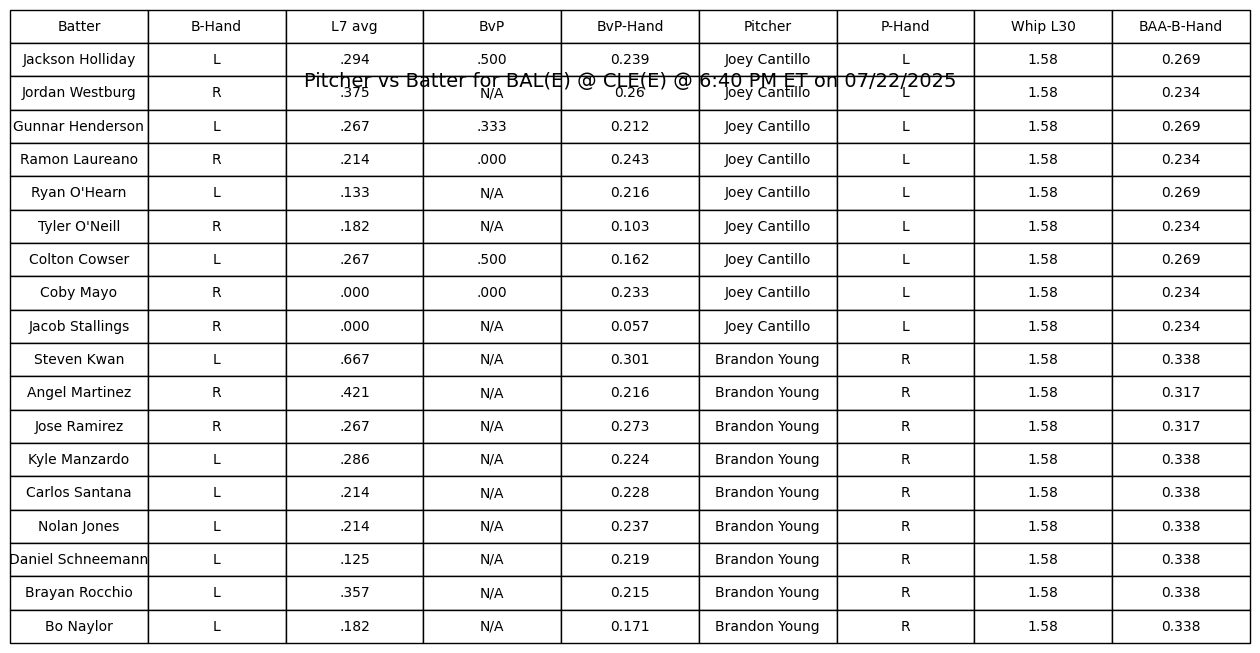 Batter B-Hand L7 avg BvP BvP-Hand Pitcher P-Hand Whip L30 BAA-B-Hand
Jackson Holliday L .294 .500 0.239 Joey Cantillo L 1.58 0.269
Pitcher vs Batter for BAL(E) @ CLE(E) @ 6:40 PM ET on 07/22/2025
Jordan Westburg R .375 N/A 0.26 Joey Cantillo L 1.58 0.234
Gunnar Henderson L .267 .333 0.212 Joey Cantillo L 1.58 0.269
Ramon Laureano R .214 .000 0.243 Joey Cantillo L 1.58 0.234
Ryan O'Hearn L .133 N/A 0.216 Joey Cantillo L 1.58 0.269
Tyler O'Neill R .182 N/A 0.103 Joey Cantillo L 1.58 0.234
Colton Cowser L .267 .500 0.162 Joey Cantillo L 1.58 0.269
Coby Mayo R .000 .000 0.233 Joey Cantillo L 1.58 0.234
Jacob Stallings R .000 N/A 0.057 Joey Cantillo L 1.58 0.234
Steven Kwan L .667 N/A 0.301 Brandon Young R 1.58 0.338
Angel Martinez R .421 N/A 0.216 Brandon Young R 1.58 0.317
Jose Ramirez R .267 N/A 0.273 Brandon Young R 1.58 0.317
Kyle Manzardo L .286 N/A 0.224 Brandon Young R 1.58 0.338
Carlos Santana L .214 N/A 0.228 Brandon Young R 1.58 0.338
Nolan Jones L .214 N/A 0.237 Brandon Young R 1.58 0.338
Daniel Schneemann L .125 N/A 0.219 Brandon Young R 1.58 0.338
Brayan Rocchio L .357 N/A 0.215 Brandon Young R 1.58 0.338
Bo Naylor L .182 N/A 0.171 Brandon Young R 1.58 0.338